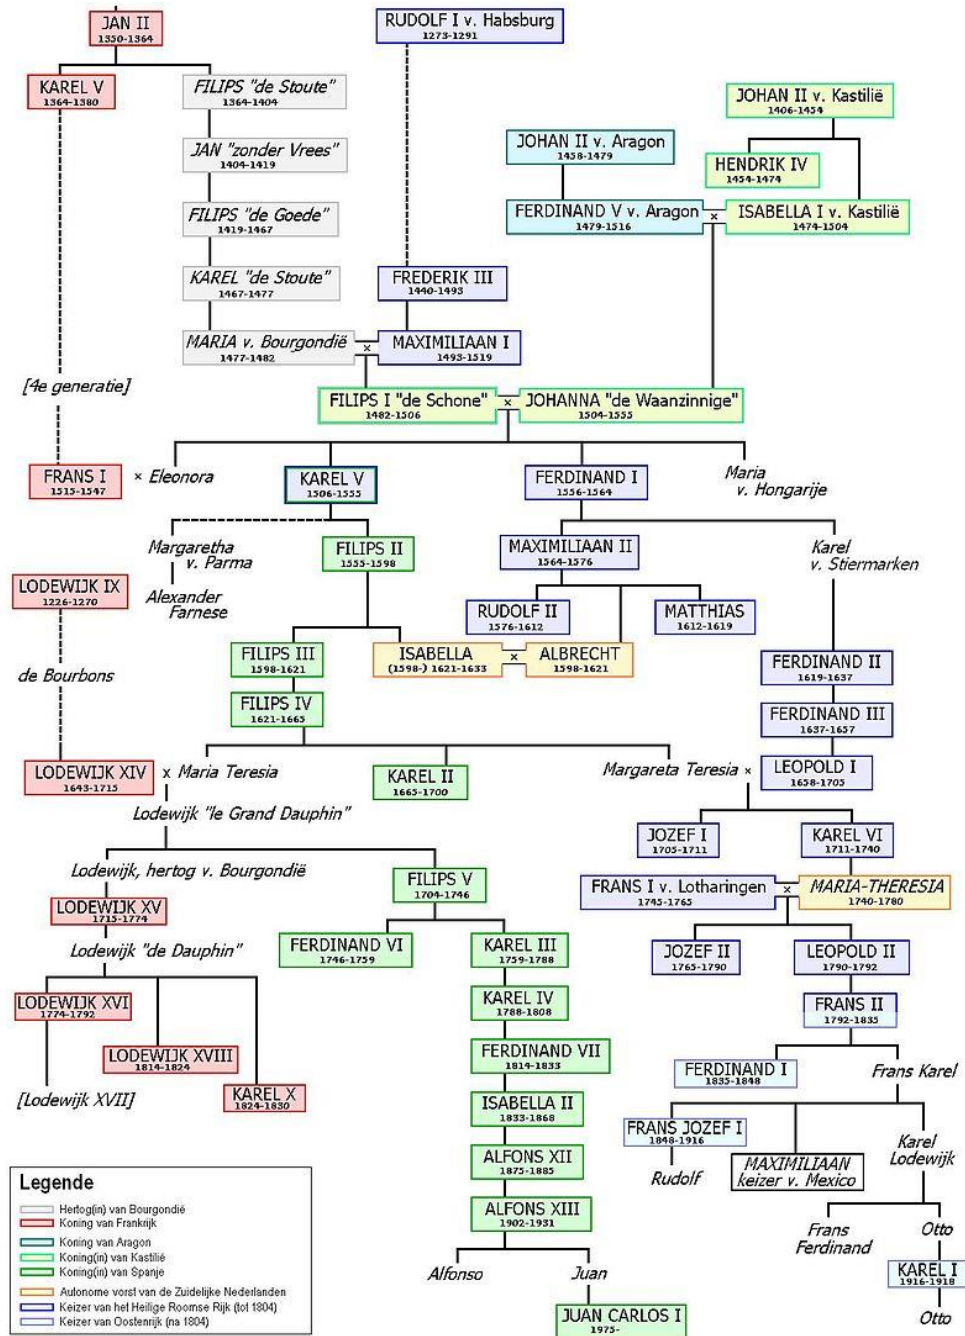 JAN II
1350-1364
RUDOLF I v. Habsburg
1273-1291
KAREL V
1364-1380
FILIPS "de Stoute"
1364-1404
JOHAN II v. Kastilië
1406-1454
JAN "zonder Vrees"
1404-1419
JOHAN II v. Aragon
1458-1479
HENDRIK IV
1454-1474
FILIPS "de Goede"
1419-1467
FERDINAND V v. Aragon
1479-1516
x
ISABELLA I v. Kastilië
1474-1504
KAREL "de Stoute"
1467-1477
FREDERIK III
1440-1493
MARIA v. Bourgondië
1477-1482
x
MAXIMILIAAN I
1493-1519
[4e generatie]
FILIPS I "de Schone"
1482-1506
x
JOHANNA "de Waanzinnige"
1504-1555
FRANS I
1515-1547
x Eleonora
KAREL V
1506-1555
FERDINAND I
1556-1564
Maria
v. Hongarije
Margaretha
v. Parma
FILIPS II
1555-1598
MAXIMILIAAN II
1564-1576
Karel
v. Stiermarken
LODEWIJK IX
1226-1270
Alexander
Farnese
RUDOLF II
1576-1612
MATTHIAS
1612-1619
de Bourbons
FILIPS III
1598-1621
ISABELLA
(1598-) 1621-1633
x
ALBRECHT
1598-1621
FERDINAND II
1619-1637
FILIPS IV
1621-1665
FERDINAND III
1637-1657
LODEWIJK XIV
1643-1715
x Maria Teresia
KAREL II
1665-1700
Margareta Teresia x
LEOPOLD I
1658-1705
Lodewijk "le Grand Dauphin"
JOZEF I
1705-1711
KAREL VI
1711-1740
Lodewijk, hertog v. Bourgondië
FILIPS V
1704-1746
FRANS I v. Lotharingen
1745-1765
x
MARIA-THERESIA
1740-1780
LODEWIJK XV
1715-1774
Lodewijk "de Dauphin"
FERDINAND VI
1746-1759
KAREL III
1759-1788
JOZEF II
1765-1790
LEOPOLD II
1790-1792
LODEWIJK XVI
1774-1792
KAREL IV
1788-1808
FRANS II
1792-1835
LODEWIJK XVIII
1814-1824
FERDINAND VII
1814-1833
FERDINAND I
1835-1848
Frans Karel
[Lodewijk XVII]
KAREL X
1824-1830
ISABELLA II
1833-1868
FRANS JOZEF I
1848-1916
Karel
Lodewijk
ALFONS XII
1875-1885
Rudolf
MAXIMILIAAN
keizer v. Mexico
ALFONS XIII
1902-1931
Frans
Ferdinand
Otto
Alfonso
Juan
KAREL I
1916-1918
JUAN CARLOS I
1975-
Otto
Legende
Hertog(in) van Bourgondië
Koning van Frankrijk
Koning van Aragon
Koning(in) van Kastilië
Koning(in) van Spanje
Autonome vorst van de Zuidelijke Nederlanden
Keizer van het Heilige Roomse Rijk (tot 1804)
Keizer van Oostenrijk (na 1804)